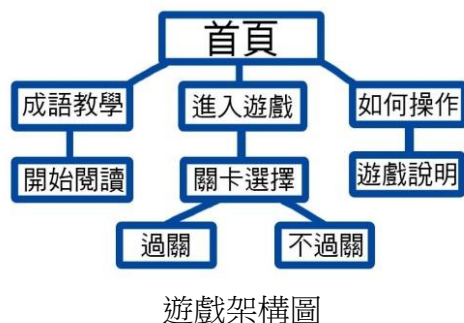 首頁
成語教學
進入遊戲
如何操作
開始閱讀
關卡選擇
遊戲說明
過關
不過關
遊戲架構圖